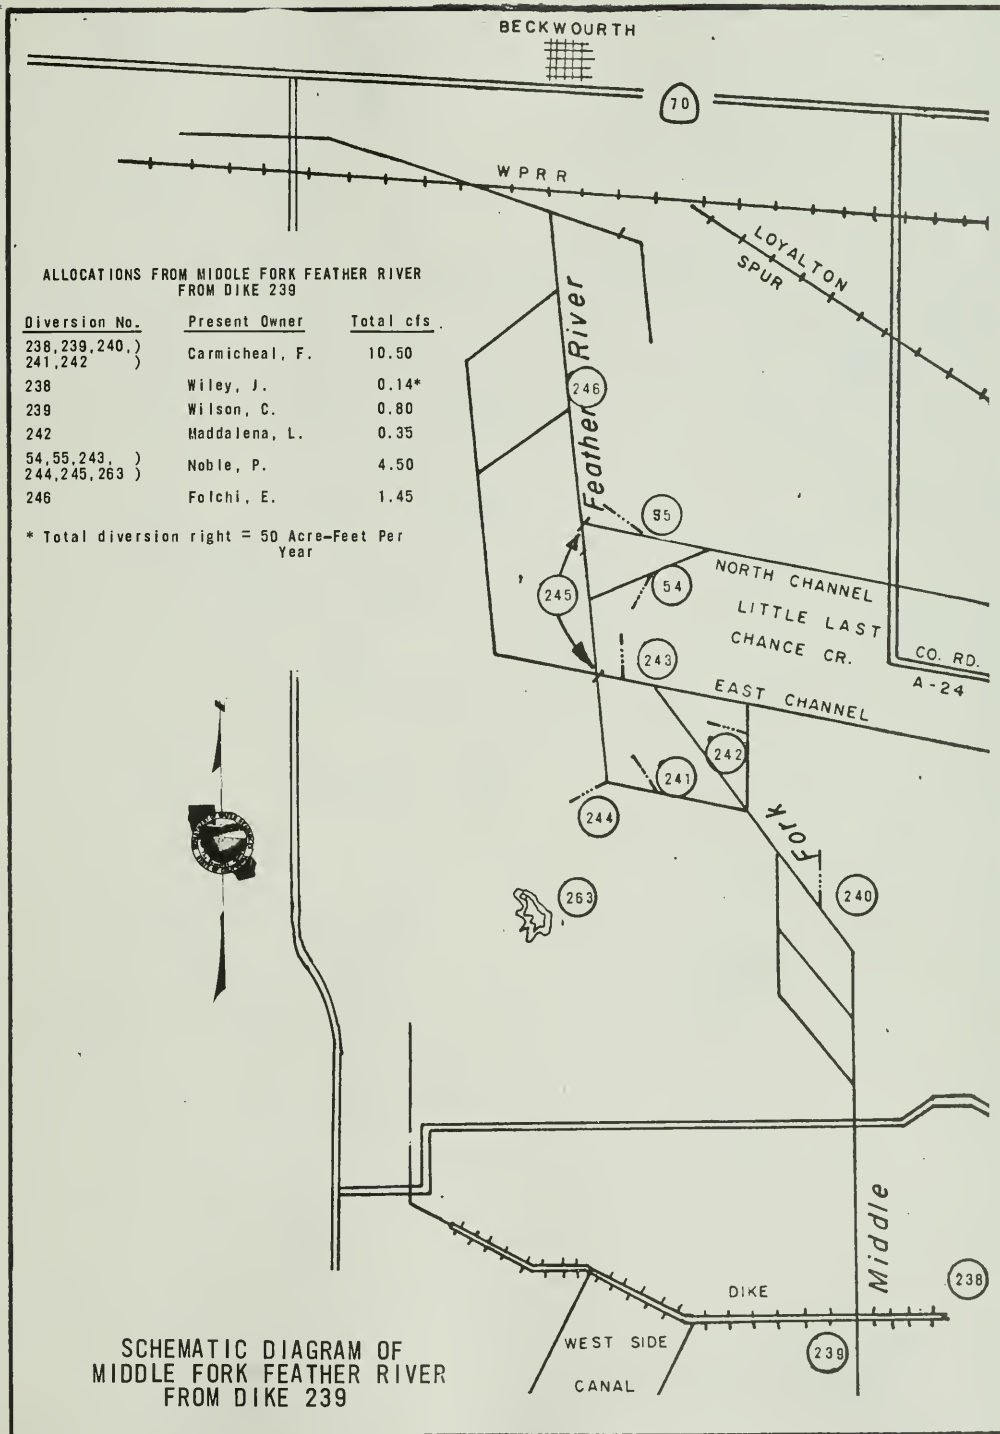 BECKWOURTH
70
WPRR
LOYALTON
SPUR
ALLOCATIONS FROM MIDDLE FORK FEATHER RIVER
FROM DIKE 239
Diversion No. Present Owner Total cfs
238,239,240,)
241,242 ) Carmicheal, F. 10.50
238 Wiley, J. 0.14*
239 Wilson, C. 0.80
242 Maddalena, L. 0.35
54,55,243, )
244,245,263 ) Noble, P. 4.50
246 Folchi, E. 1.45
* Total diversion right = 50 Acre-Feet Per
Year
Feather River
246
55
54
245
NORTH CHANNEL
LITTLE LAST
CHANCE CR.
CO. RD.
A-24
243
EAST CHANNEL
242
241
244
Fork
263
240
Middle
238
DIKE
239
WEST SIDE
CANAL
SCHEMATIC DIAGRAM OF
MIDDLE FORK FEATHER RIVER
FROM DIKE 239